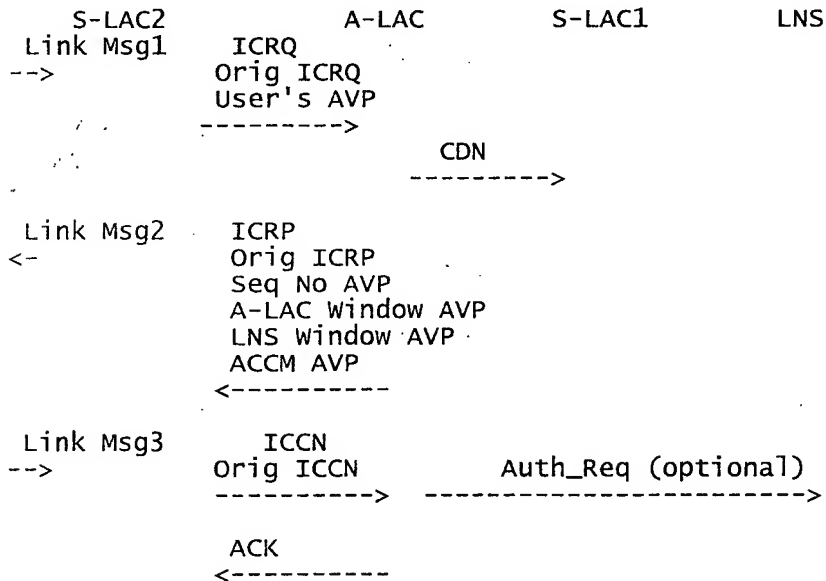 S-LAC2 A-LAC S-LAC1 LNS
Link Msg1 ICRQ
--> Orig ICRQ
User's AVP
--------->
CDN
--------->
Link Msg2 ICRP
<- Orig ICRP
Seq No AVP
A-LAC Window AVP
LNS Window AVP
ACCM AVP
<----------
Link Msg3 ICCN
--> Orig ICCN Auth_Req (optional)
----------> ----------------------->
ACK
<----------